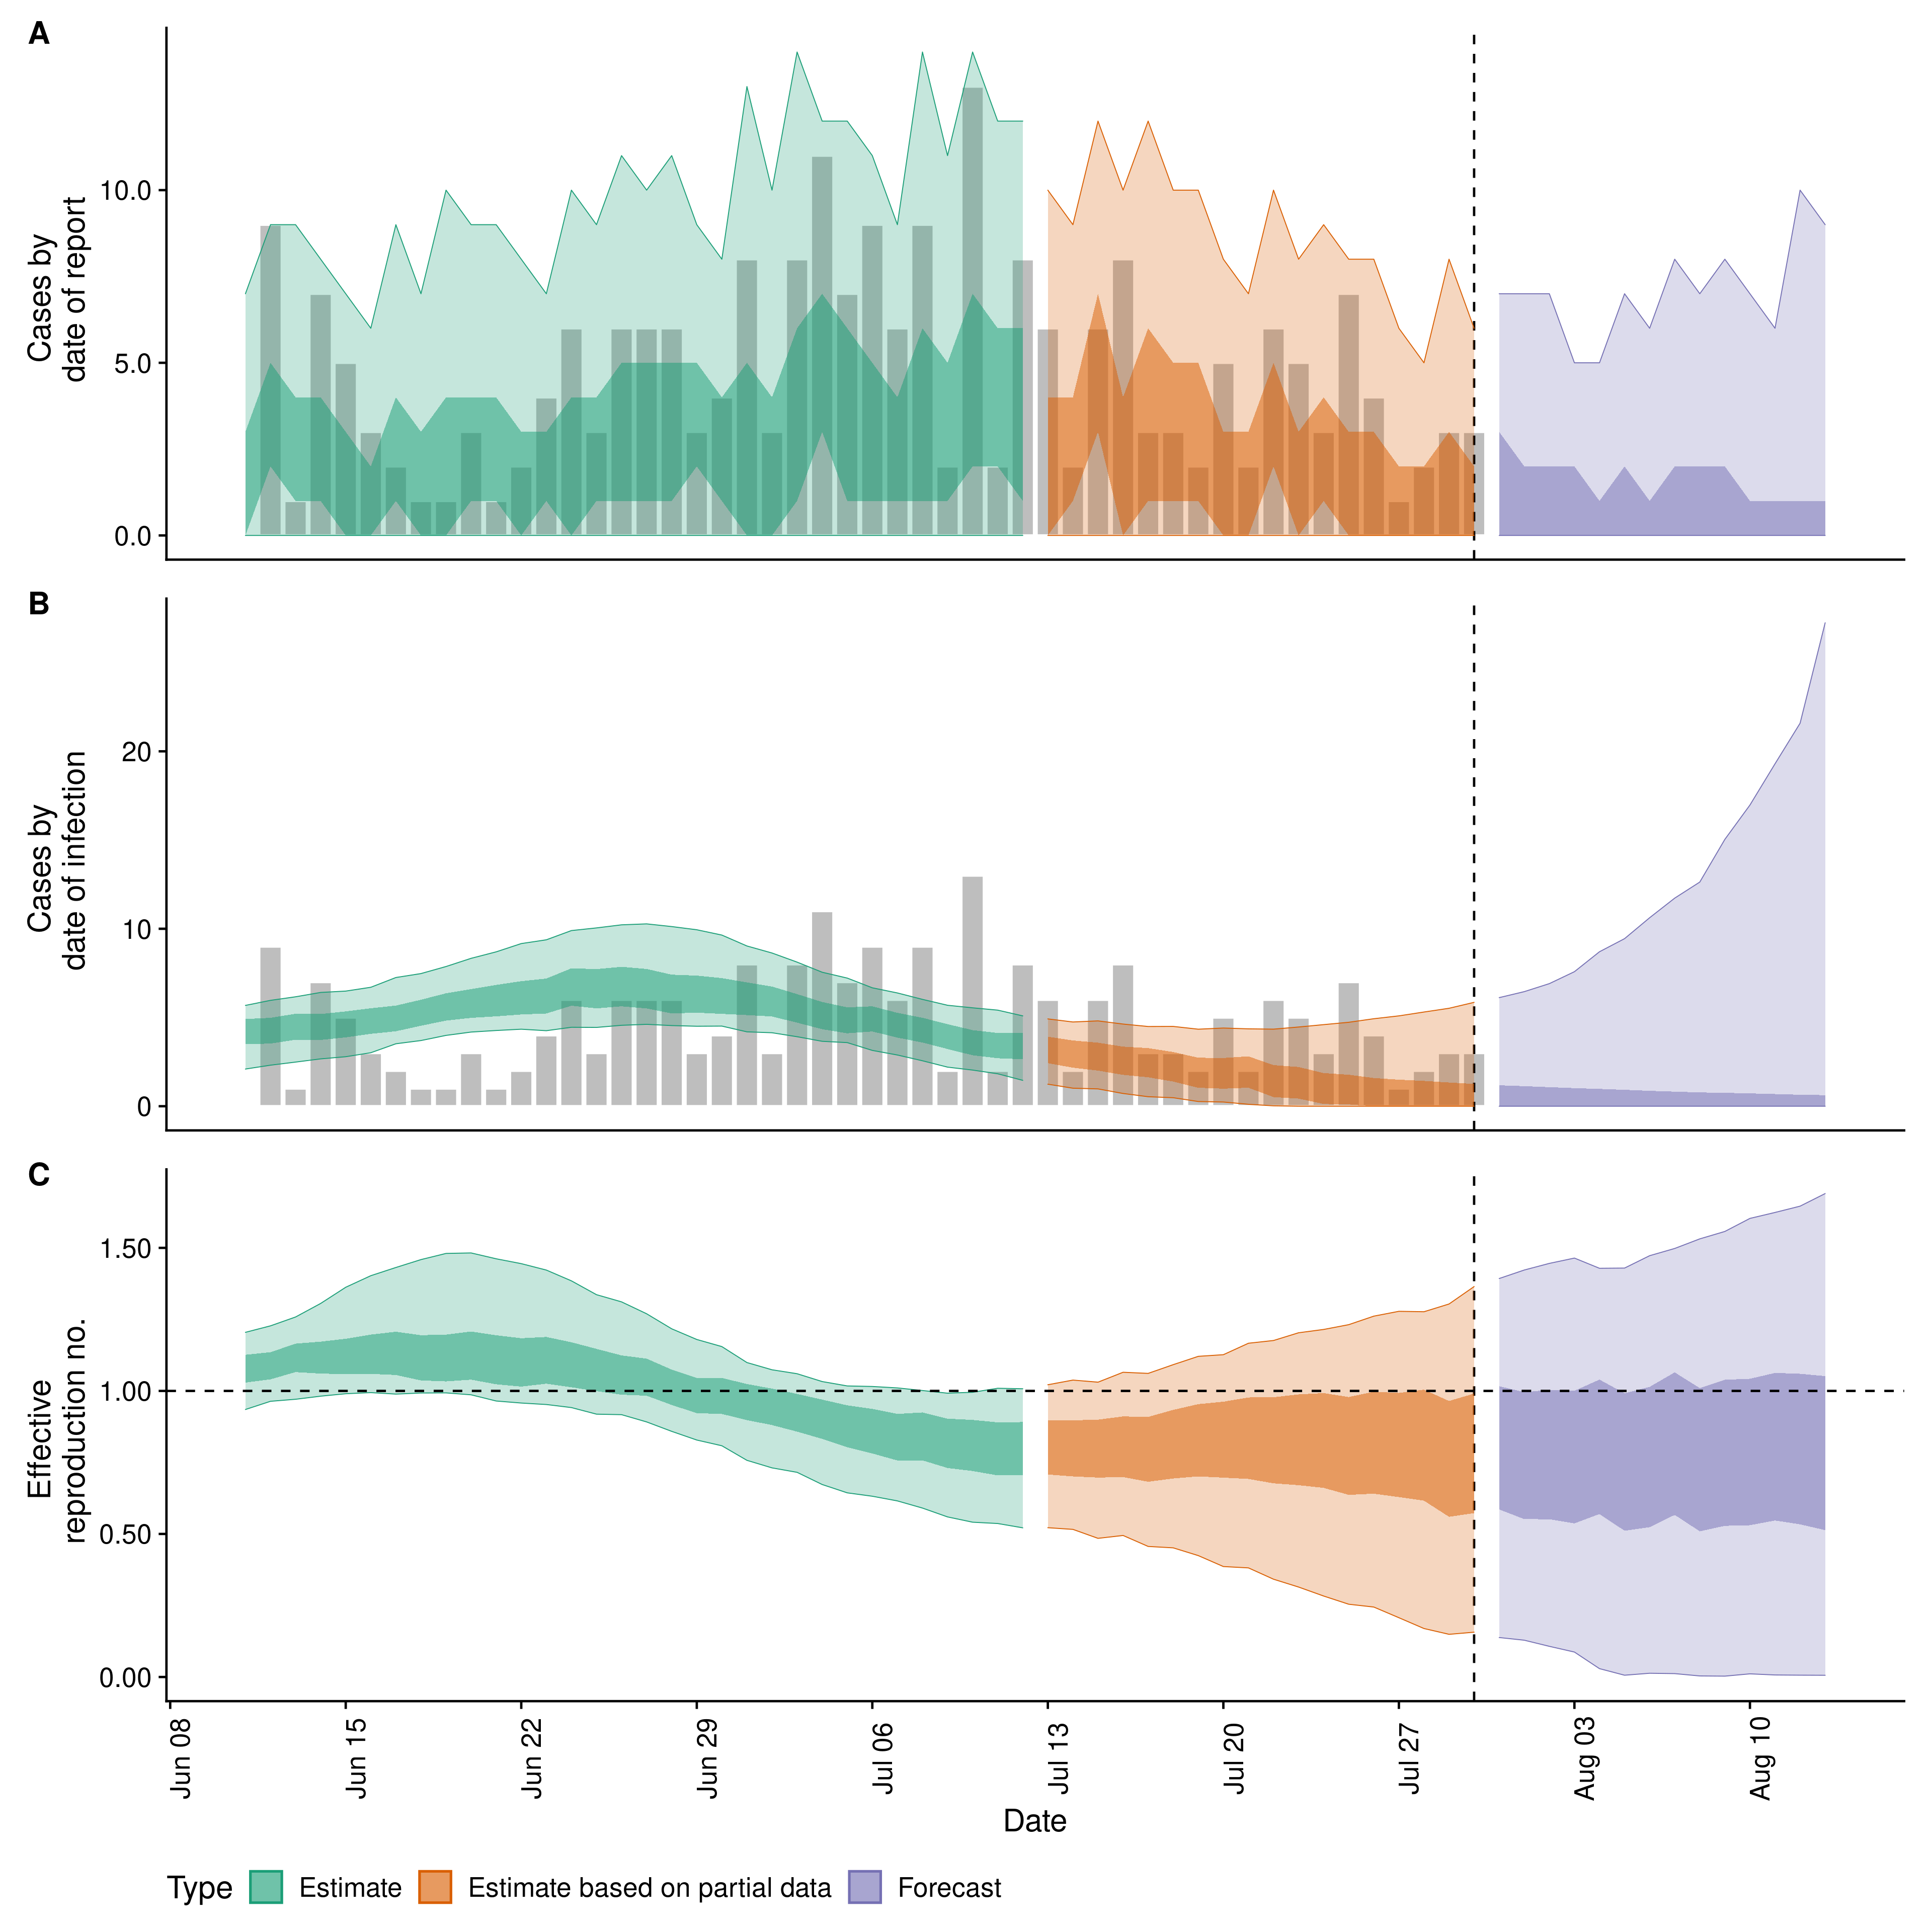 A
Cases by
date of report
10.0
5.0
0.0
B
Cases by
date of infection
20
10
0
C
Effective
reproduction no.
1.50
1.00
0.50
0.00
Jun 08
Jun 15
Jun 22
Jun 29
Jul 06
Jul 13
Jul 20
Jul 27
Aug 03
Aug 10
Date
Type Estimate Estimate based on partial data Forecast